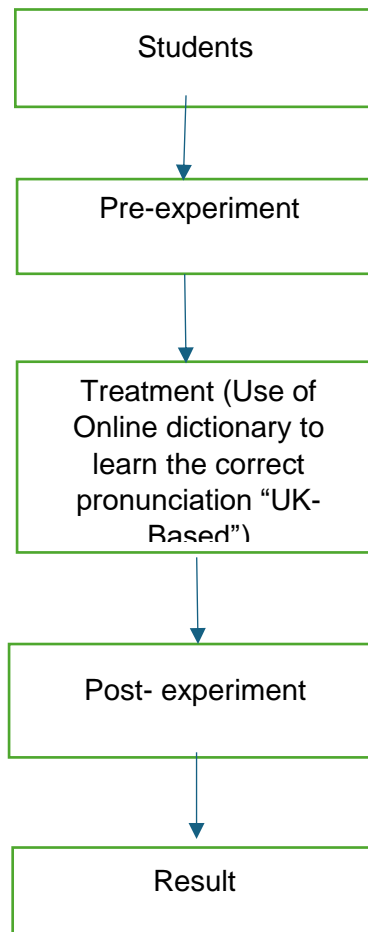 Students
Pre-experiment
Treatment (Use of
Online dictionary to
learn the correct
pronunciation “UK-
Based”)
Post- experiment
Result